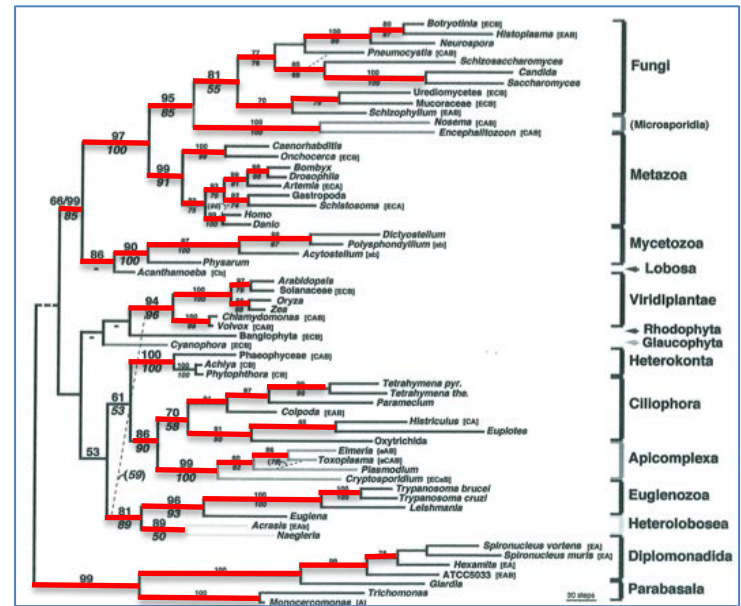 Botryotinia [ECB]
Histoplasma [EAB]
Neurospora
Pneumocystis [CAB]
Schizosaccharomyces
Candida
Saccharomyces
Urediomycetes [ECB]
Mucoraceae [ECB]
Schizophyllum [EAB]
Nosema [CAB]
Encephalitozoon [CAB]
Caenorhabditis
Onchocerca [ECB]
Bombyx
Drosophila
Artemia [ECA]
Gastropoda
Schistosoma [ECA]
Homo
Danio
Dictyostelium
Polysphondylium [eb]
Acytostelium [eb]
Physarum
Acanthamoeba [Cb]
Arabidopsis
Solanaceae [ECB]
Oryza
Zea
Chlamydomonas [CAB]
Volvox [CAB]
Bangiophyta [ECB]
Cyanophora [ECB]
Phaeophyceae [CAB]
Achlya [CB]
Phytophthora [CB]
Tetrahymena pyr.
Tetrahymena the.
Paramecium
Colpoda [EAB]
Histriculus [CA]
Euplotes
Oxytrichida
Eimeria [eAB]
Toxoplasma [eCAB]
Plasmodium
Cryptosporidium [ECeB]
Trypanosoma brucei
Trypanosoma cruzi
Leishmania
Euglena
Acrasis [EAb]
Naegleria
Spironucleus vortens [EA]
Spironucleus muris [EA]
Hexamita [EA]
ATCC5033 [EAB]
Giardia
Trichomonas
Monocercomonas [A]
Fungi
(Microsporidia)
Metazoa
Mycetozoa
Lobosa
Viridiplantae
Rhodophyta
Glaucophyta
Heterokonta
Ciliophora
Apicomplexa
Euglenozoa
Heterolobosea
Diplomonadida
Parabasala
66/99
85
97
100
95
85
81
55
99
91
86
90
100
94
96
100
100
61
53
53
(59)
86
90
70
58
99
100
81
89
96
93
89
50
99
30 steps